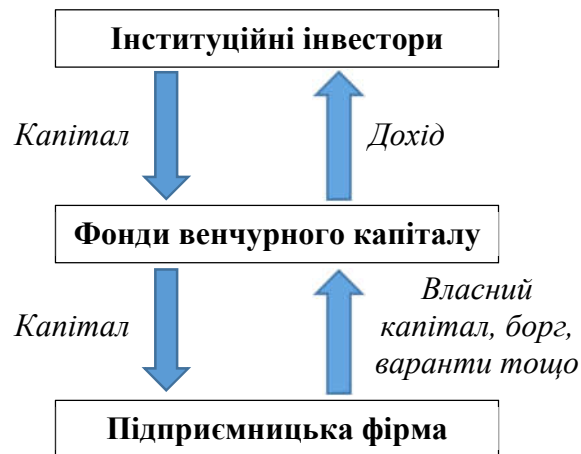 Інституційні інвестори
Капітал
Дохід
Фонди венчурного капіталу
Капітал
Власний
капітал, борг,
варанти тощо
Підприємницька фірма